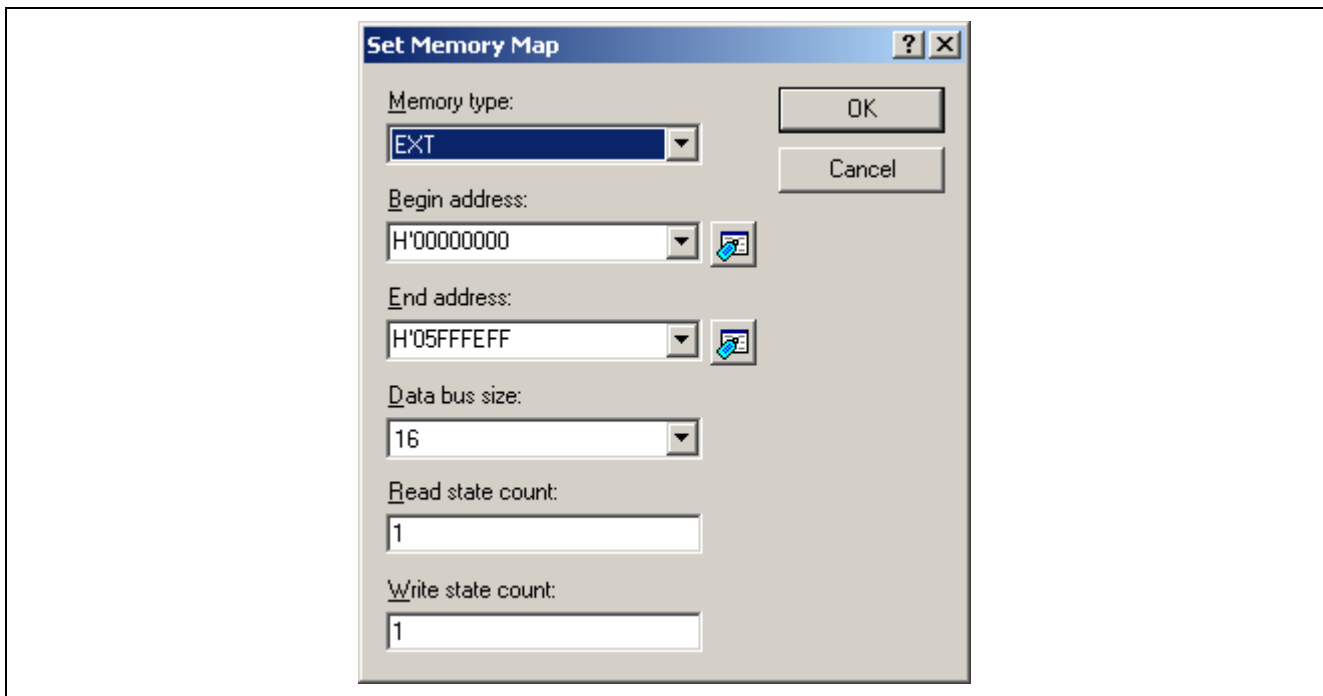 Set Memory Map
Memory type:
OK
EXT
Cancel
Begin address:
H'00000000
End address:
H'05FFFEFF
Data bus size:
16
Read state count:
1
Write state count:
1